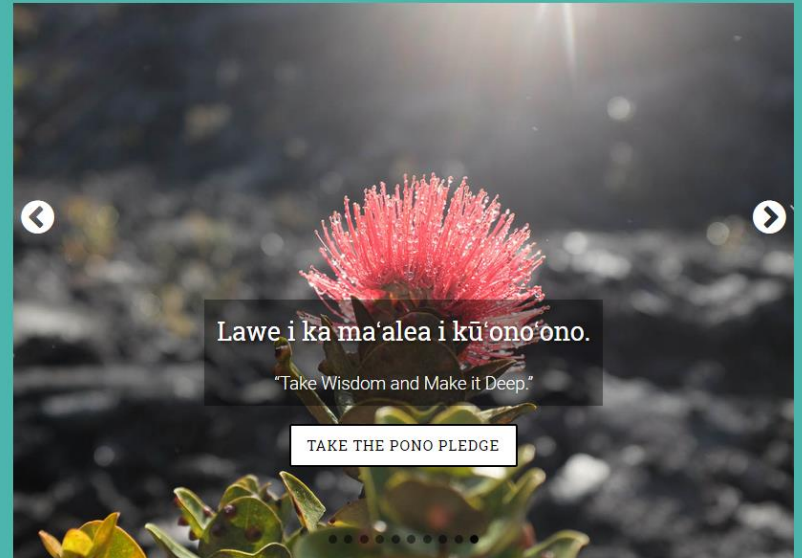 Lawe i ka maʻalea i kūʻonoʻono.
“Take Wisdom and Make it Deep.”
TAKE THE PONO PLEDGE